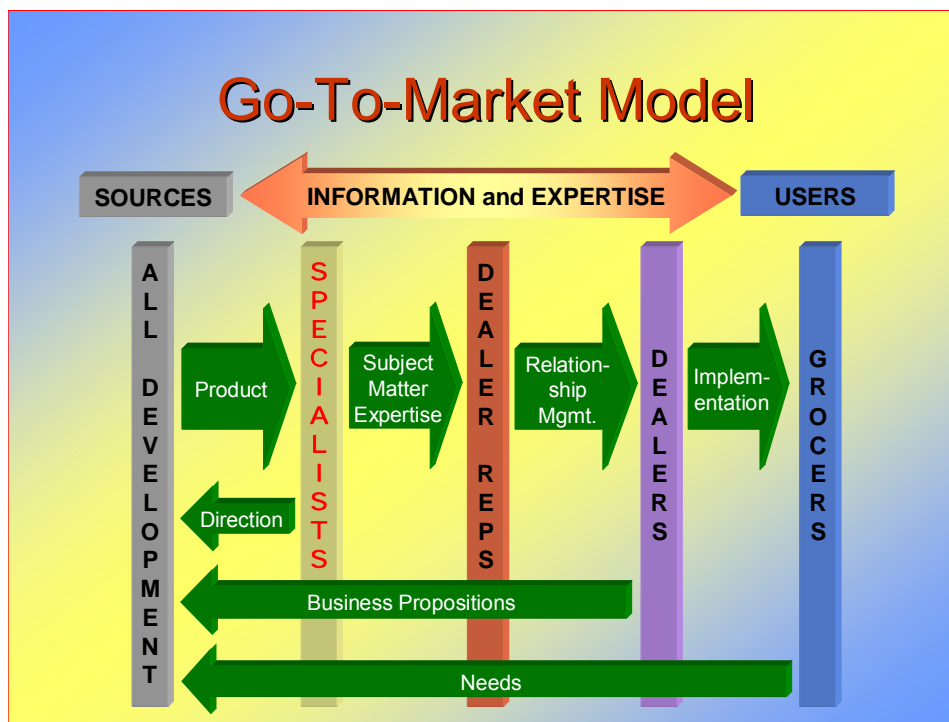 Go-To-Market Model
SOURCES
INFORMATION and EXPERTISE
USERS
ALL DEVELOPMENT
Product
SPECIALISTS
Subject
Matter
Expertise
DEALER REPS
Relation-
ship
Mgmt.
DEALERS
Implem-
entation
GROCERS
Direction
Business Propositions
Needs